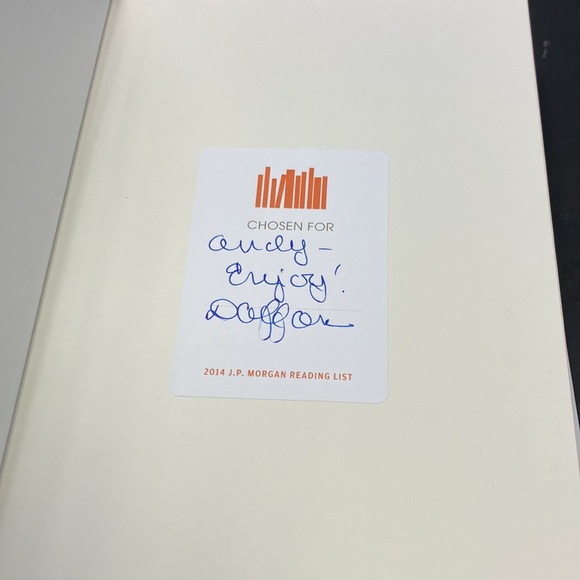 CHOSEN FOR
Andy –
Enjoy!
2014 J.P. MORGAN READING LIST